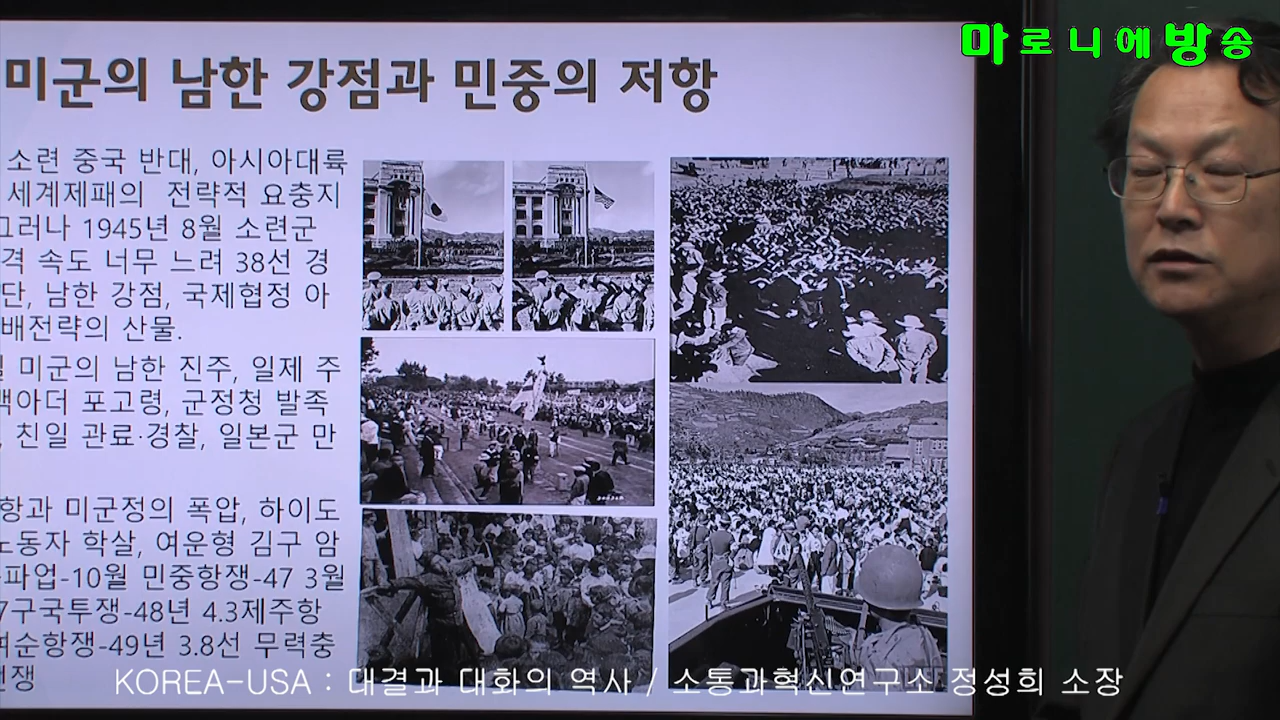 마로니에방송
미군의 남한 강점과 민중의 저항
소련 중국 반대, 아시아대륙
세계제패의 전략적 요충지
그러나 1945년 8월 소련군
격 속도 너무 느려 38선 경
단, 남한 강점, 국제협정 아
배전략의 산물.
미군의 남한 진주, 일제 주
맥아더 포고령, 군정청 발족
, 친일 관료·경찰, 일본군 만
항과 미군정의 폭압, 하이도
노동자 학살, 여운형 김구 암
파업-10월 민중항쟁-47 3월
7구국투쟁-48년 4.3제주항
여순항쟁-49년 3.8선 무력충
전쟁
KOREA-USA : 대결과 대화의 역사 / 소통과혁신연구소 정성희 소장